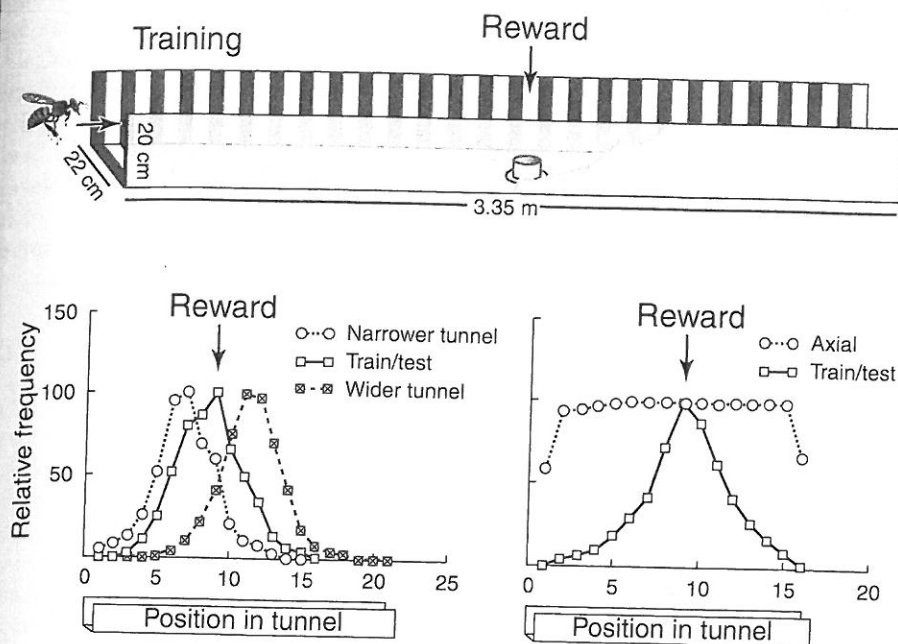 Training
Reward
20 cm
22 cm
3.35 m
Reward
150
100
50
Relative frequency
Narrower tunnel
Train/test
Wider tunnel
0 5 10 15 20 25
Position in tunnel
Reward
Axial
Train/test
0 5 10 15 20
Position in tunnel